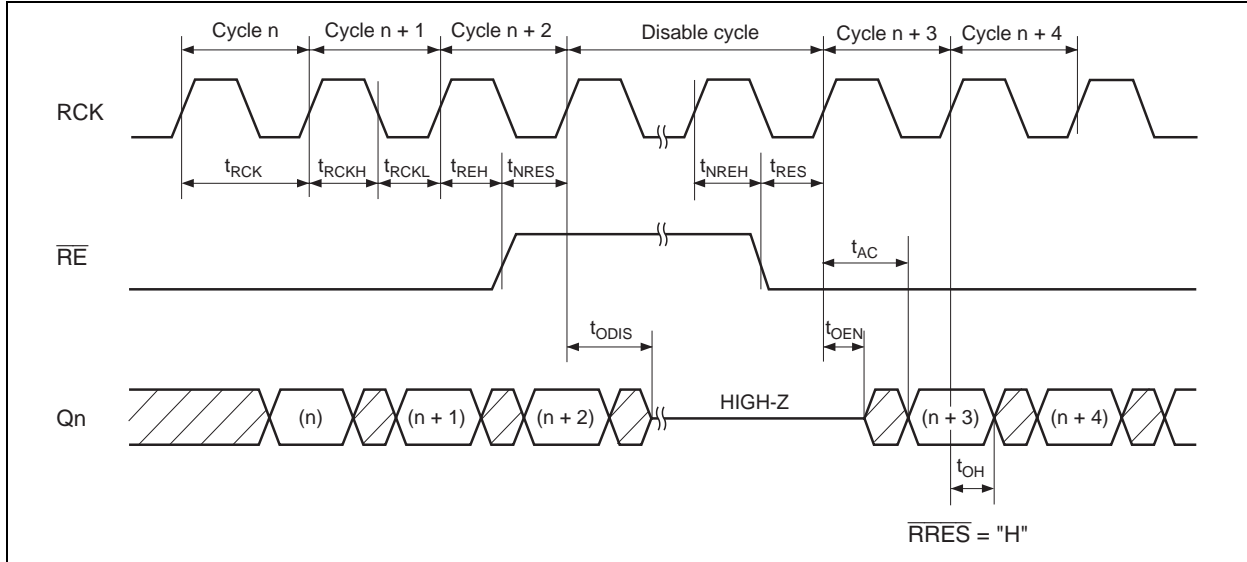 Cycle n Cycle n + 1 Cycle n + 2 Disable cycle Cycle n + 3 Cycle n + 4
RCK
tRCK tRCKH tRCKL tREH tNRES tNREH tRES
RE
tAC
tODIS tOEN
Qn (n) (n + 1) (n + 2) HIGH-Z (n + 3) (n + 4)
tOH
RRES = "H"